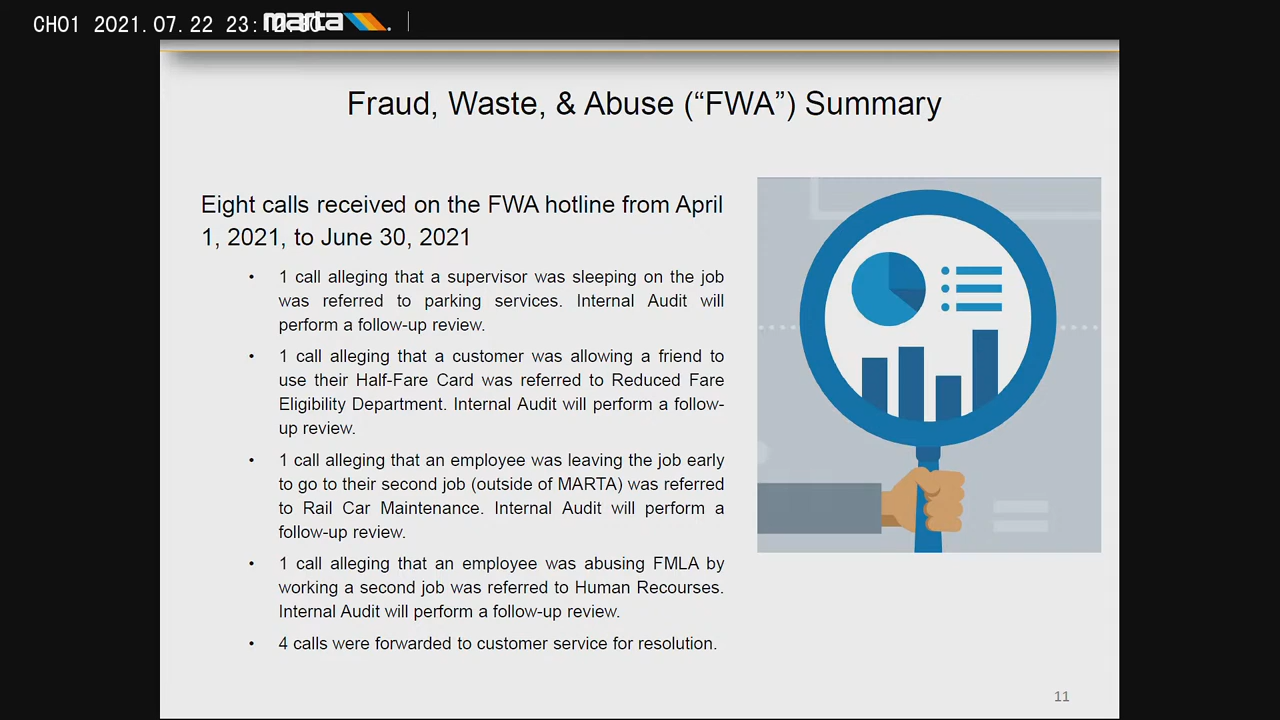 CH01 2021.07.22 23:
marta
Fraud, Waste, & Abuse (“FWA”) Summary
Eight calls received on the FWA hotline from April
1, 2021, to June 30, 2021
• 1 call alleging that a supervisor was sleeping on the job
was referred to parking services. Internal Audit will
perform a follow-up review.
• 1 call alleging that a customer was allowing a friend to
use their Half-Fare Card was referred to Reduced Fare
Eligibility Department. Internal Audit will perform a follow-
up review.
• 1 call alleging that an employee was leaving the job early
to go to their second job (outside of MARTA) was referred
to Rail Car Maintenance. Internal Audit will perform a
follow-up review.
• 1 call alleging that an employee was abusing FMLA by
working a second job was referred to Human Recourses.
Internal Audit will perform a follow-up review.
• 4 calls were forwarded to customer service for resolution.
11